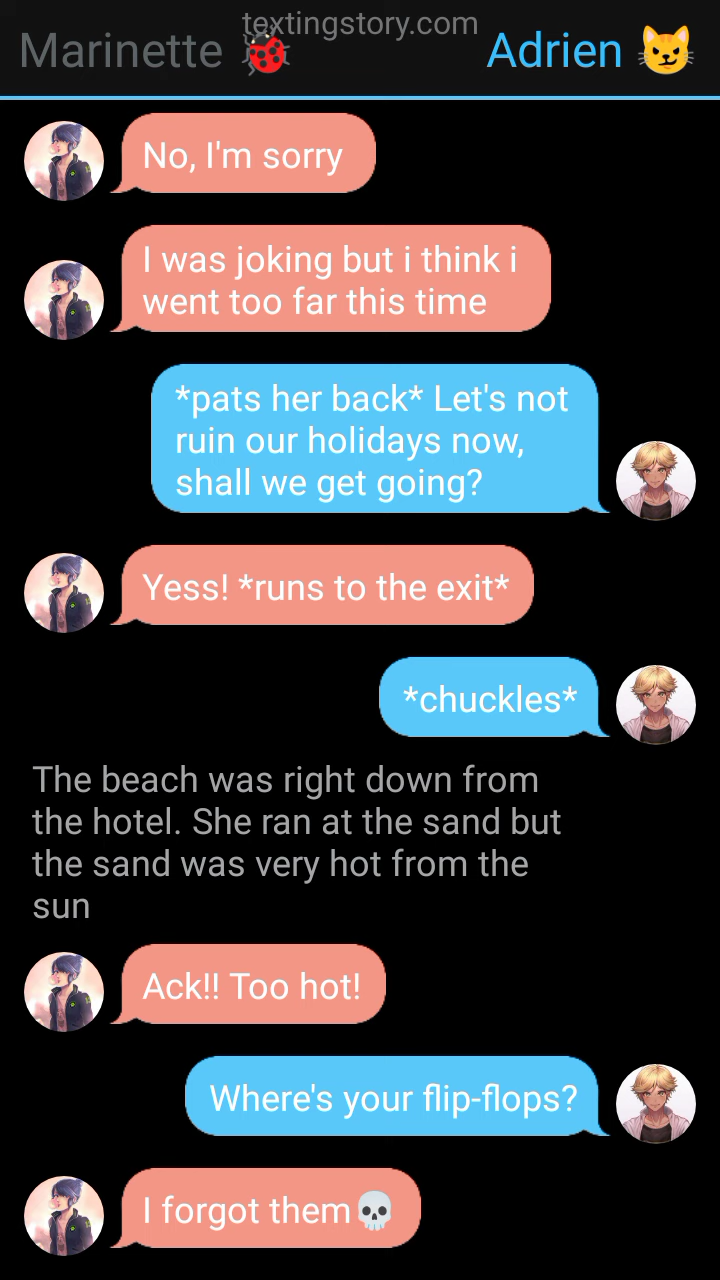 textingstory.com
Marinette 🐞 Adrien 😼
No, I'm sorry
I was joking but i think i
went too far this time
*pats her back* Let's not
ruin our holidays now,
shall we get going?
Yess! *runs to the exit*
*chuckles*
The beach was right down from
the hotel. She ran at the sand but
the sand was very hot from the
sun
Ack!! Too hot!
Where's your flip-flops?
I forgot them💀